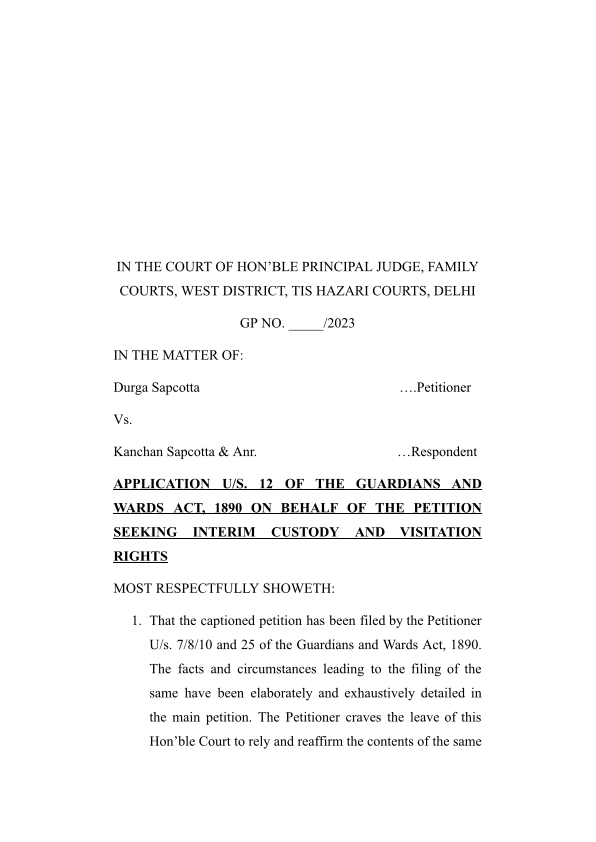 IN THE COURT OF HON’BLE PRINCIPAL JUDGE, FAMILY
COURTS, WEST DISTRICT, TIS HAZARI COURTS, DELHI
GP NO. _____/2023
IN THE MATTER OF:
Durga Sapcotta ….Petitioner
Vs.
Kanchan Sapcotta & Anr. …Respondent
APPLICATION U/S. 12 OF THE GUARDIANS AND
WARDS ACT, 1890 ON BEHALF OF THE PETITION
SEEKING INTERIM CUSTODY AND VISITATION
RIGHTS
MOST RESPECTFULLY SHOWETH:
1. That the captioned petition has been filed by the Petitioner
U/s. 7/8/10 and 25 of the Guardians and Wards Act, 1890.
The facts and circumstances leading to the filing of the
same have been elaborately and exhaustively detailed in
the main petition. The Petitioner craves the leave of this
Hon’ble Court to rely and reaffirm the contents of the same